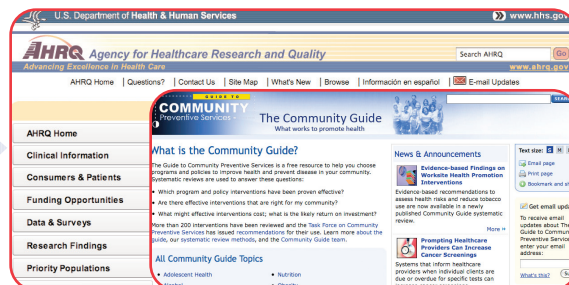 U.S. Department of Health & Human Services
www.hhs.gov
AHRQ Agency for Healthcare Research and Quality
Advancing Excellence in Health Care
Search AHRQ
Go
www.ahrq.gov
AHRQ Home | Questions? | Contact Us | Site Map | What's New | Browse | Información en español | E-mail Updates
AHRQ Home
Clinical Information
Consumers & Patients
Funding Opportunities
Data & Surveys
Research Findings
Priority Populations
GUIDE TO
COMMUNITY
Preventive Services
The Community Guide
What works to promote health
What is the Community Guide?
The Guide to Community Preventive Services is a free resource to help you choose
programs and policies to improve health and prevent disease in your community.
Systematic reviews are used to answer these questions:
• Which program and policy interventions have been proven effective?
• Are there effective interventions that are right for my community?
• What might effective interventions cost; what is the likely return on investment?
More than 200 interventions have been reviewed and the Task Force on Community
Preventive Services has issued recommendations for their use. Learn more about the
guide, our systematic review methods, and the Community Guide team.
All Community Guide Topics
• Adolescent Health
• Nutrition
News & Announcements
Evidence-based Findings on
Worksite Health Promotion
Interventions
Evidence-based recommendations to
assess health risks and reduce tobacco
use are now available in a newly
published Community Guide systematic
review.
More »
Prompting Healthcare
Providers Can Increase
Cancer Screenings
Systems that inform healthcare
providers when individual clients are
due or overdue for specific tests can
Text size: S M
Email page
Print page
Bookmark and sh
Get email upda
To receive email
updates about The
Guide to Commun
Preventive Service
enter your email
address:
What's this?